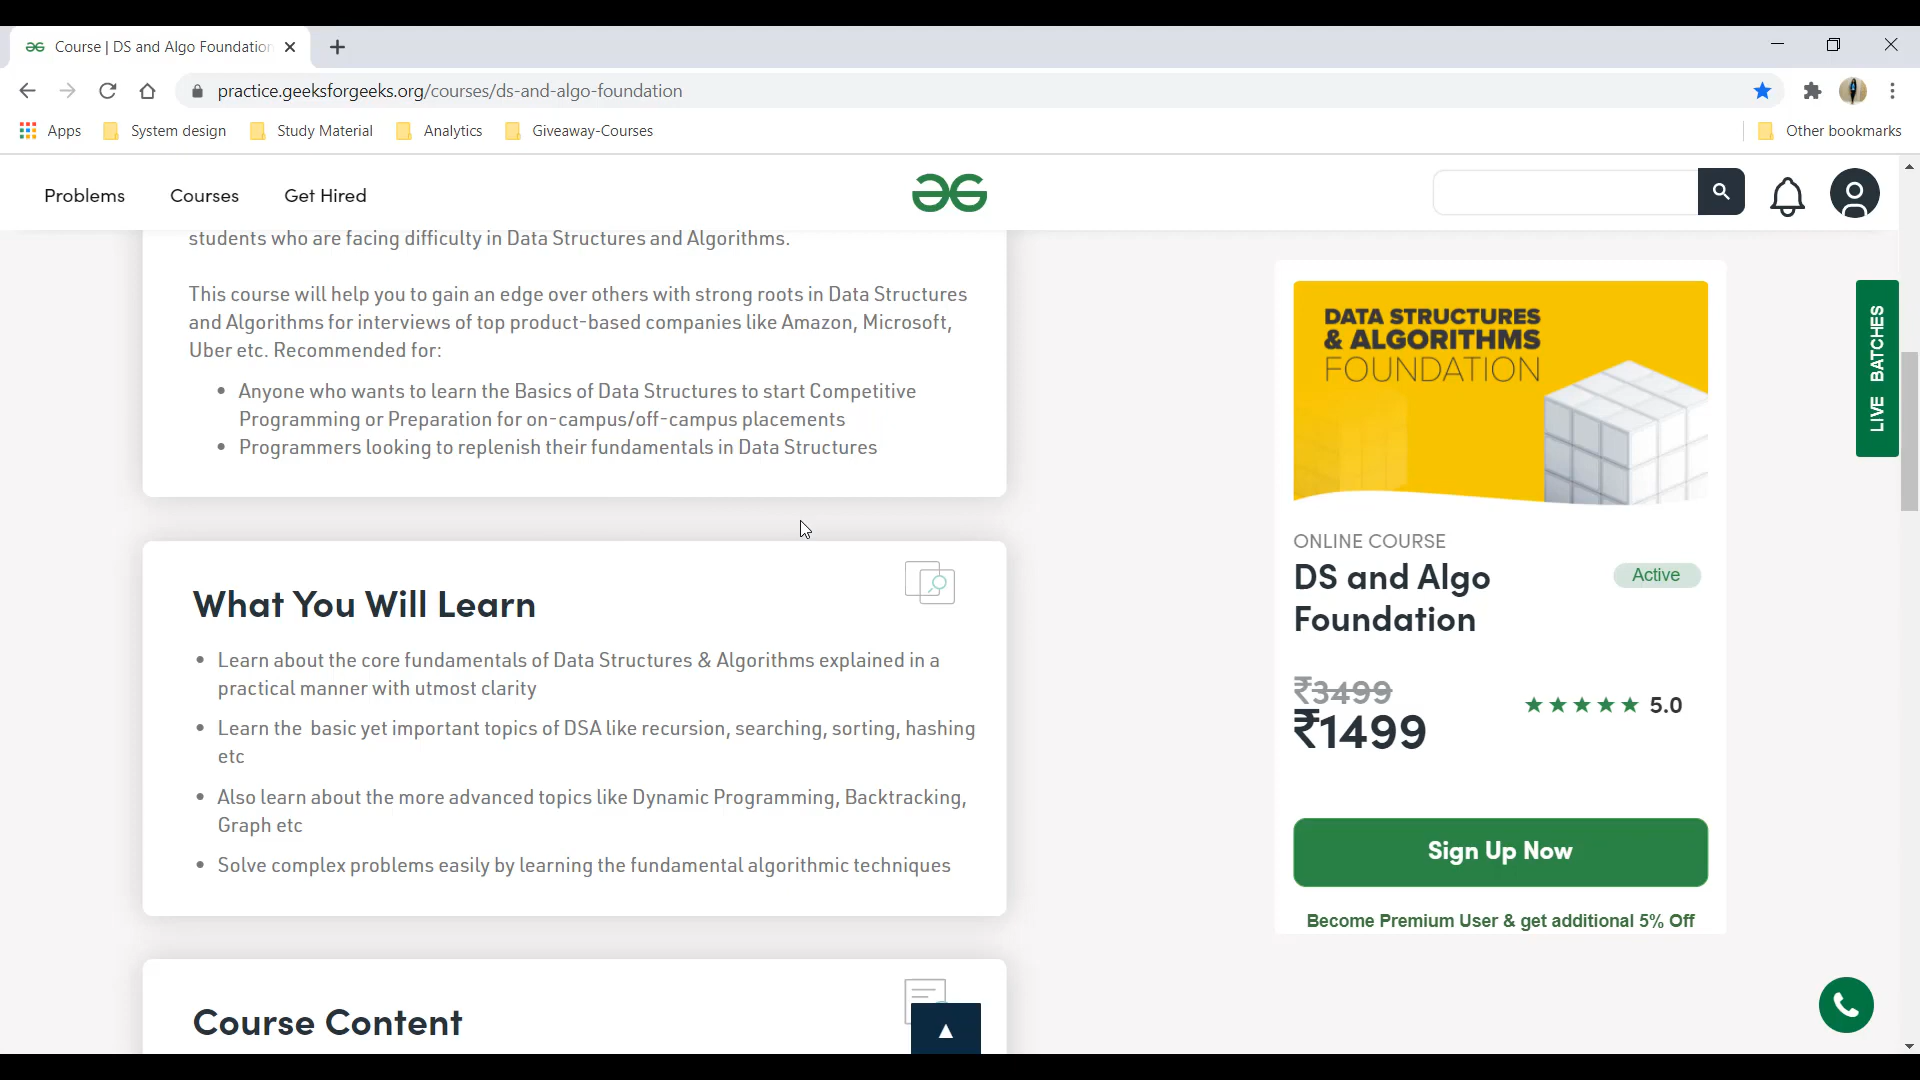 Course | DS and Algo Foundation
practice.geeksforgeeks.org/courses/ds-and-algo-foundation
Apps
System design
Study Material
Analytics
Giveaway-Courses
Other bookmarks
Problems
Courses
Get Hired
students who are facing difficulty in Data Structures and Algorithms.
This course will help you to gain an edge over others with strong roots in Data Structures
and Algorithms for interviews of top product-based companies like Amazon, Microsoft,
Uber etc. Recommended for:
• Anyone who wants to learn the Basics of Data Structures to start Competitive
Programming or Preparation for on-campus/off-campus placements
• Programmers looking to replenish their fundamentals in Data Structures
What You Will Learn
• Learn about the core fundamentals of Data Structures & Algorithms explained in a
practical manner with utmost clarity
• Learn the basic yet important topics of DSA like recursion, searching, sorting, hashing
etc
• Also learn about the more advanced topics like Dynamic Programming, Backtracking,
Graph etc
• Solve complex problems easily by learning the fundamental algorithmic techniques
Course Content
DATA STRUCTURES
& ALGORITHMS
FOUNDATION
ONLINE COURSE
DS and Algo
Foundation
Active
₹3499
₹1499
5.0
Sign Up Now
Become Premium User & get additional 5% Off
LIVE BATCHES